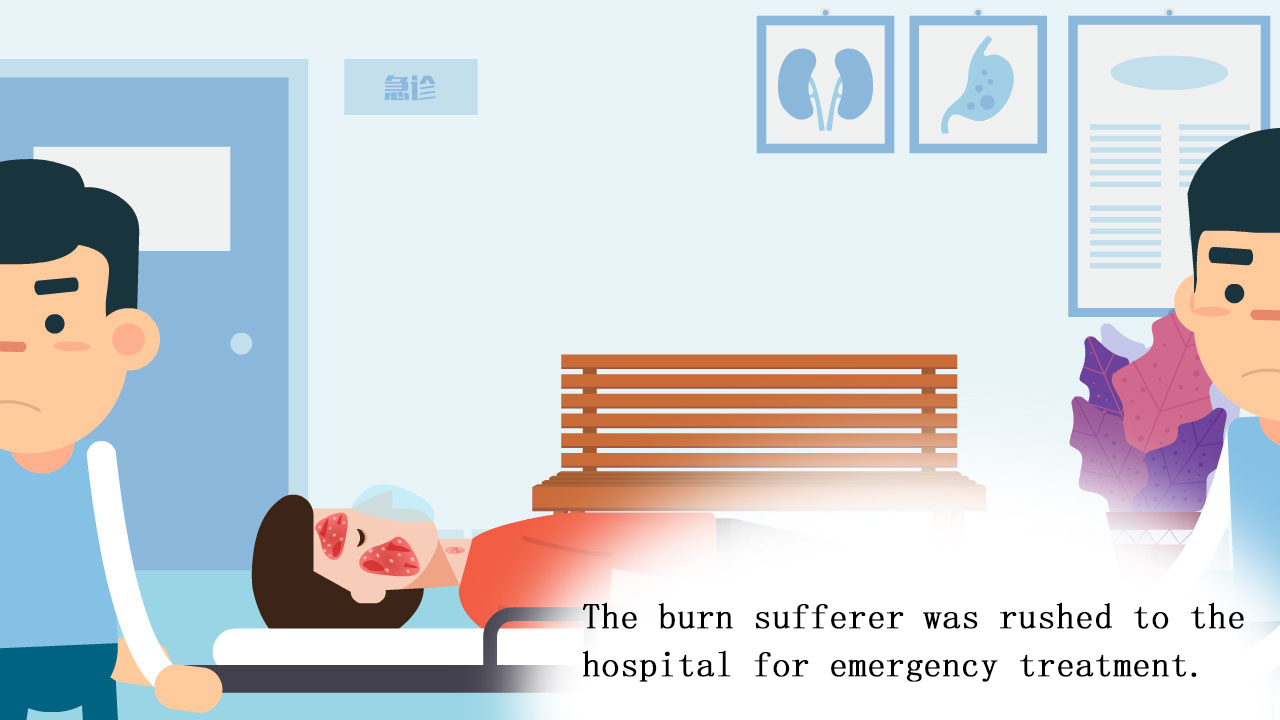 急诊
The burn sufferer was rushed to the
hospital for emergency treatment.